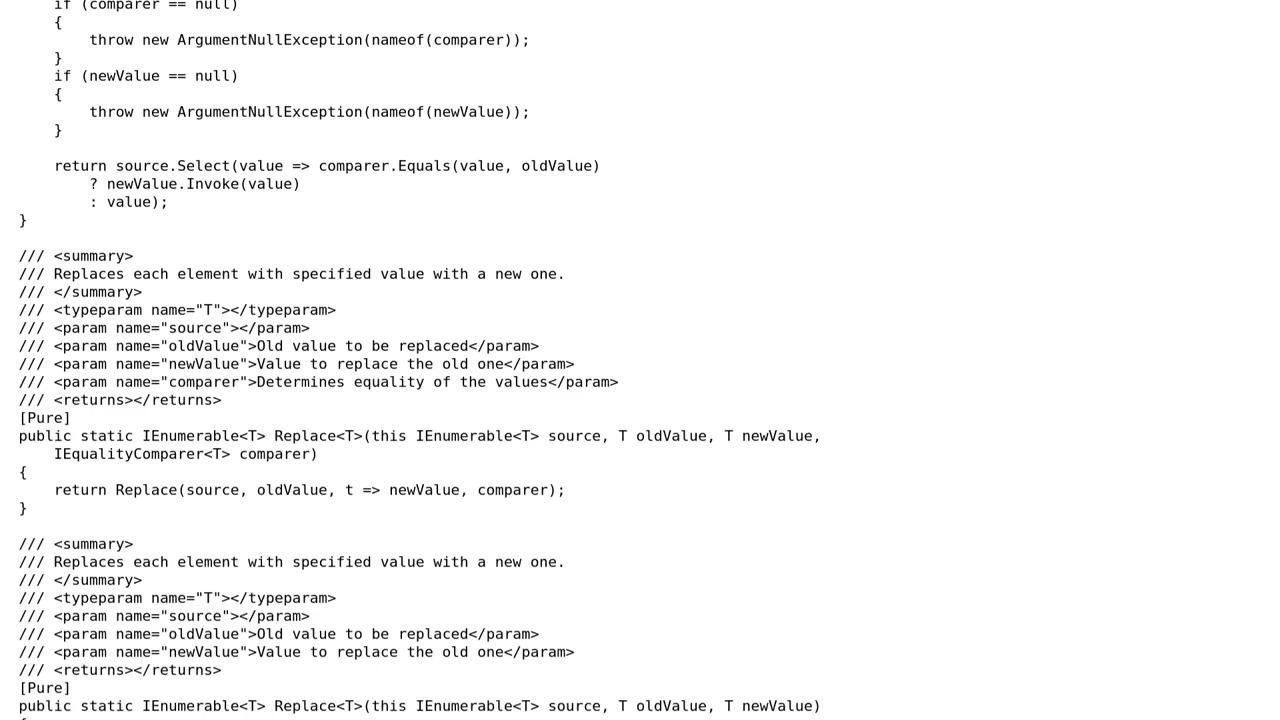 if (comparer == null)
    {
        throw new ArgumentNullException(nameof(comparer));
    }
    if (newValue == null)
    {
        throw new ArgumentNullException(nameof(newValue));
    }

    return source.Select(value => comparer.Equals(value, oldValue)
        ? newValue.Invoke(value)
        : value);
}

/// <summary>
/// Replaces each element with specified value with a new one.
/// </summary>
/// <typeparam name="T"></typeparam>
/// <param name="source"></param>
/// <param name="oldValue">Old value to be replaced</param>
/// <param name="newValue">Value to replace the old one</param>
/// <param name="comparer">Determines equality of the values</param>
/// <returns></returns>
[Pure]
public static IEnumerable<T> Replace<T>(this IEnumerable<T> source, T oldValue, T newValue,
    IEqualityComparer<T> comparer)
{
    return Replace(source, oldValue, t => newValue, comparer);
}

/// <summary>
/// Replaces each element with specified value with a new one.
/// </summary>
/// <typeparam name="T"></typeparam>
/// <param name="source"></param>
/// <param name="oldValue">Old value to be replaced</param>
/// <param name="newValue">Value to replace the old one</param>
/// <returns></returns>
[Pure]
public static IEnumerable<T> Replace<T>(this IEnumerable<T> source, T oldValue, T newValue)
{